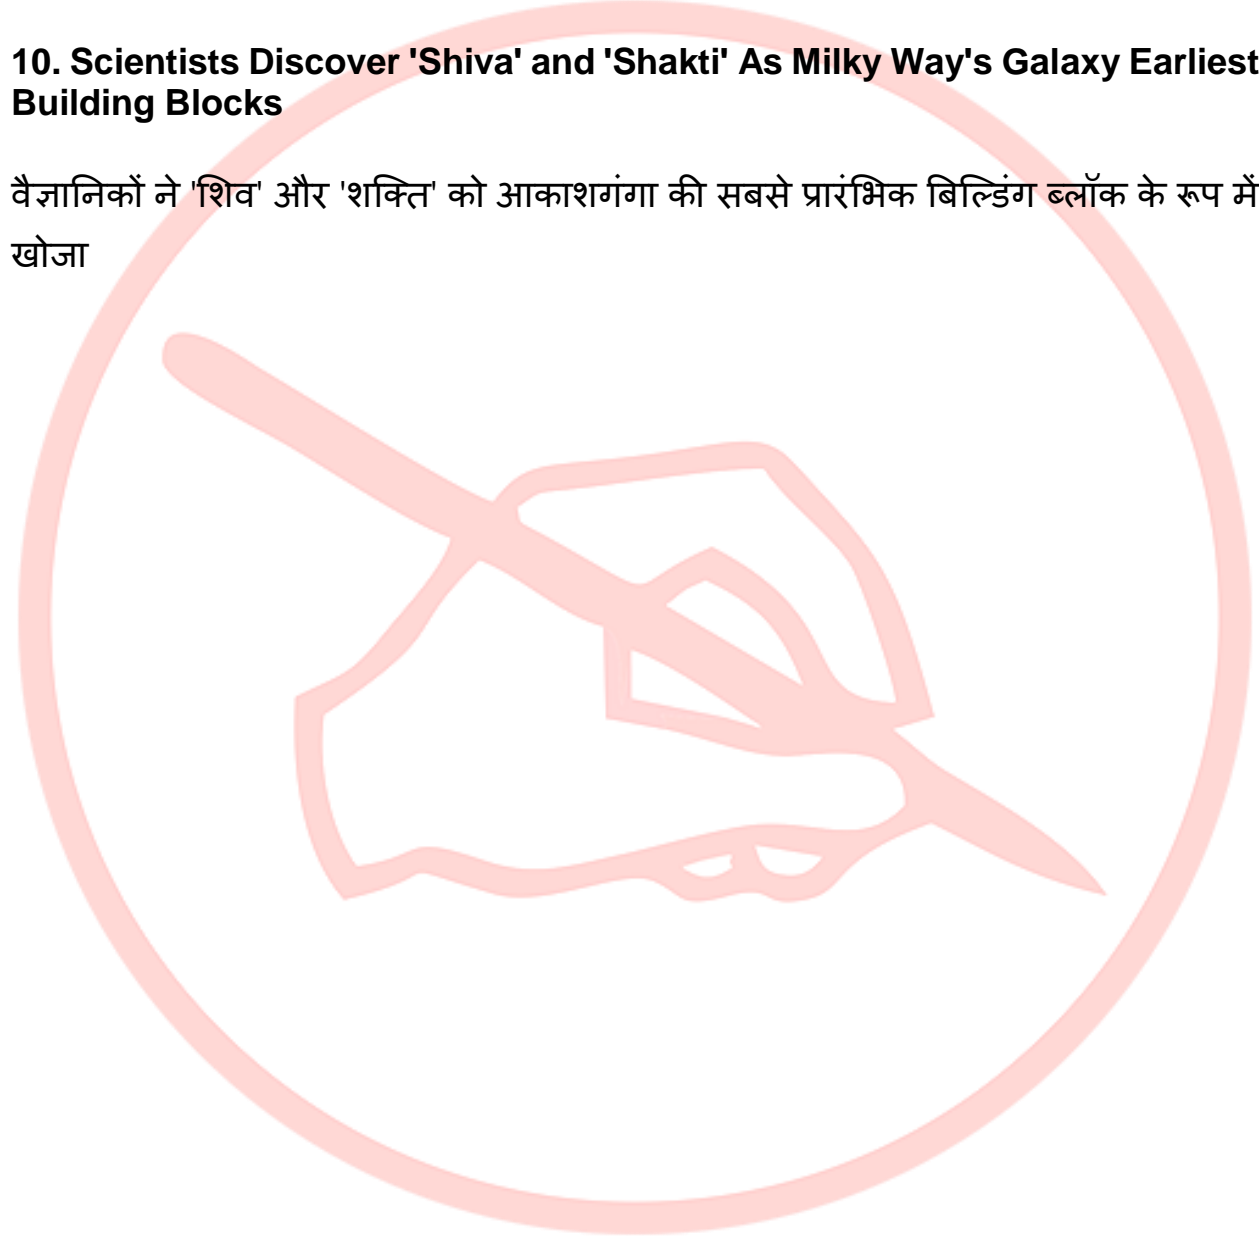 10. Scientists Discover 'Shiva' and 'Shakti' As Milky Way's Galaxy Earliest
Building Blocks
वैज्ञानिकों ने 'शिव' और 'शक्ति' को आकाशगंगा की सबसे प्रारंभिक बिल्डिंग ब्लॉक के रूप में
खोजा